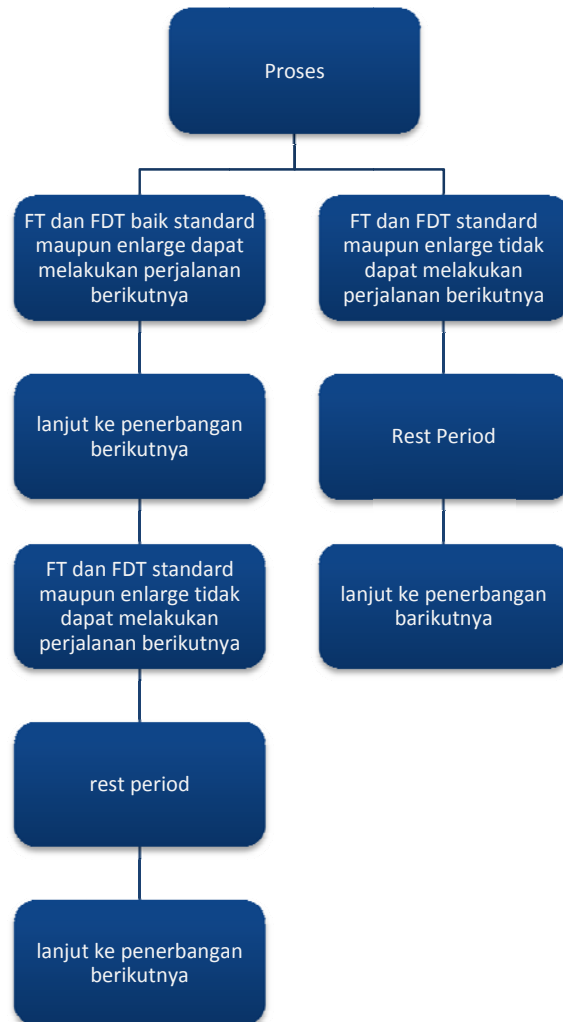 Proses
FT dan FDT baik standard
maupun enlarge dapat
melakukan perjalanan
berikutnya
lanjut ke penerbangan
berikutnya
FT dan FDT standard
maupun enlarge tidak
dapat melakukan
perjalanan berikutnya
rest period
lanjut ke penerbangan
berikutnya
FT dan FDT standard
maupun enlarge tidak
dapat melakukan
perjalanan berikutnya
Rest Period
lanjut ke penerbangan
barikutnya